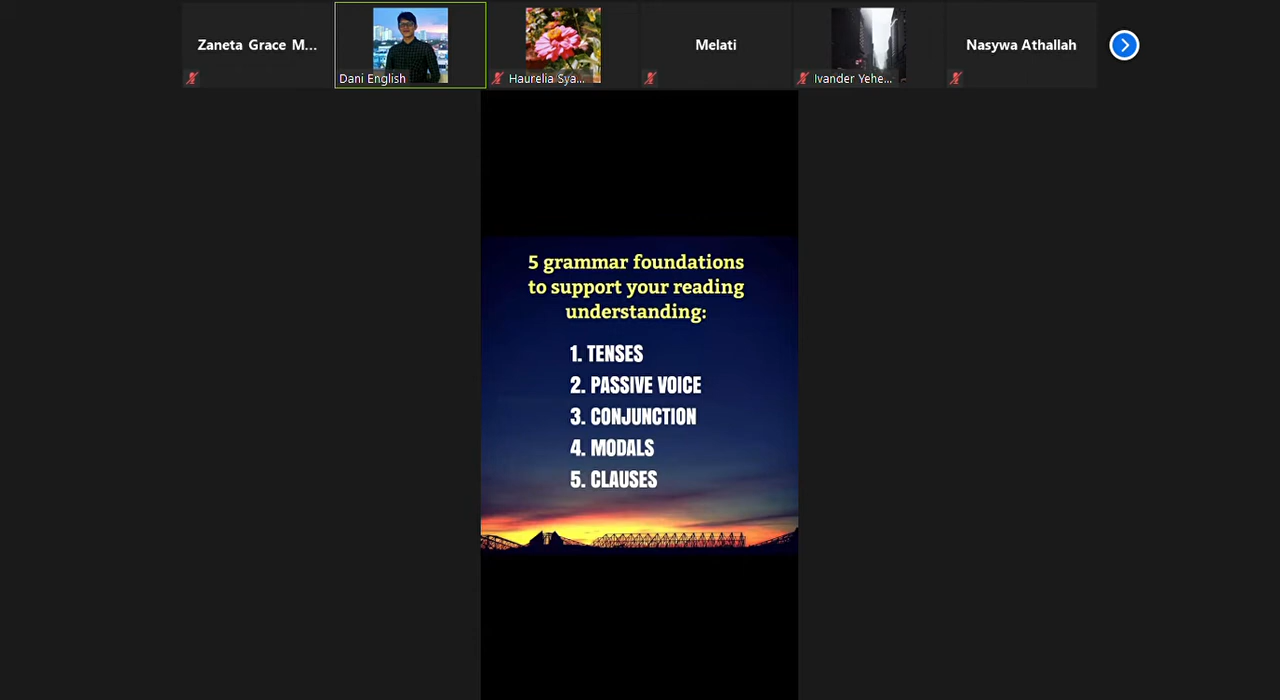 Zaneta Grace M...
Dani English
Haurelia Sya...
Melati
Ivander Yehe...
Nasywa Athallah
5 grammar foundations
to support your reading
understanding:
1. TENSES
2. PASSIVE VOICE
3. CONJUNCTION
4. MODALS
5. CLAUSES